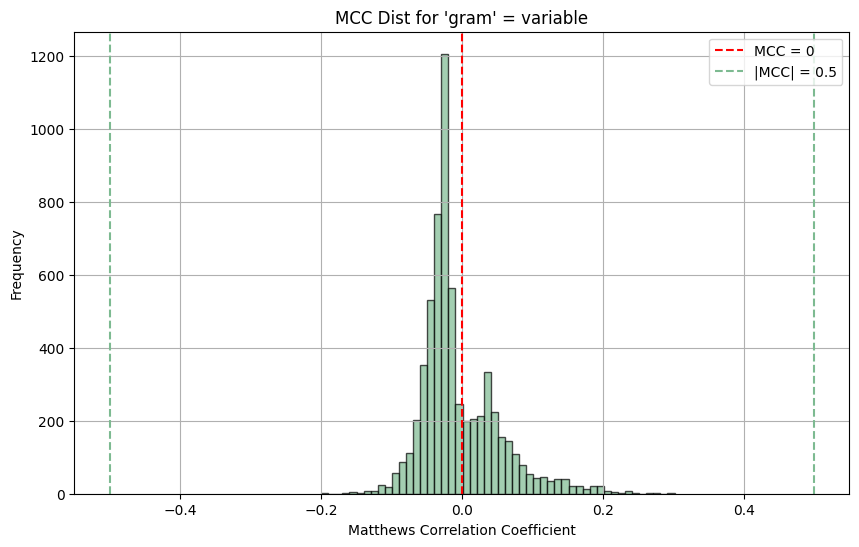 MCC Dist for 'gram' = variable
MCC = 0
|MCC| = 0.5
1200
1000
800
600
400
200
0
Frequency
−0.4
−0.2
0.0
0.2
0.4
Matthews Correlation Coefficient